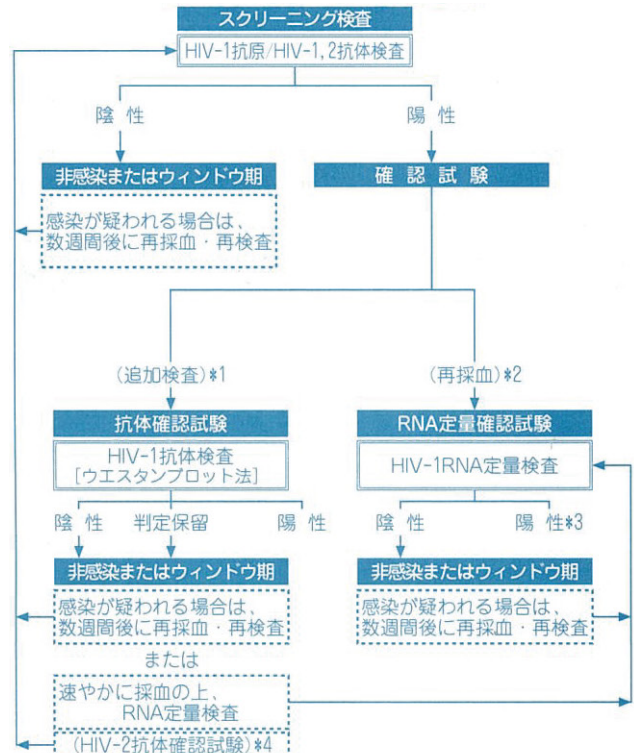 スクリーニング検査
HIV-1抗原/HIV-1,2抗体検査
陰 性
陽 性
非感染またはウィンドウ期
確 認 試 験
感染が疑われる場合は、
数週間後に再採血・再検査
(追加検査)*1
(再採血)*2
抗体確認試験
RNA定量確認試験
HIV-1抗体検査
[ウエスタンブロット法]
HIV-1RNA定量検査
陰 性 判定保留 陽 性
陰 性 陽 性*3
非感染またはウィンドウ期
非感染またはウィンドウ期
感染が疑われる場合は、
数週間後に再採血・再検査
感染が疑われる場合は、
数週間後に再採血・再検査
または
速やかに採血の上、
RNA定量検査
(HIV-2抗体確認試験)*4